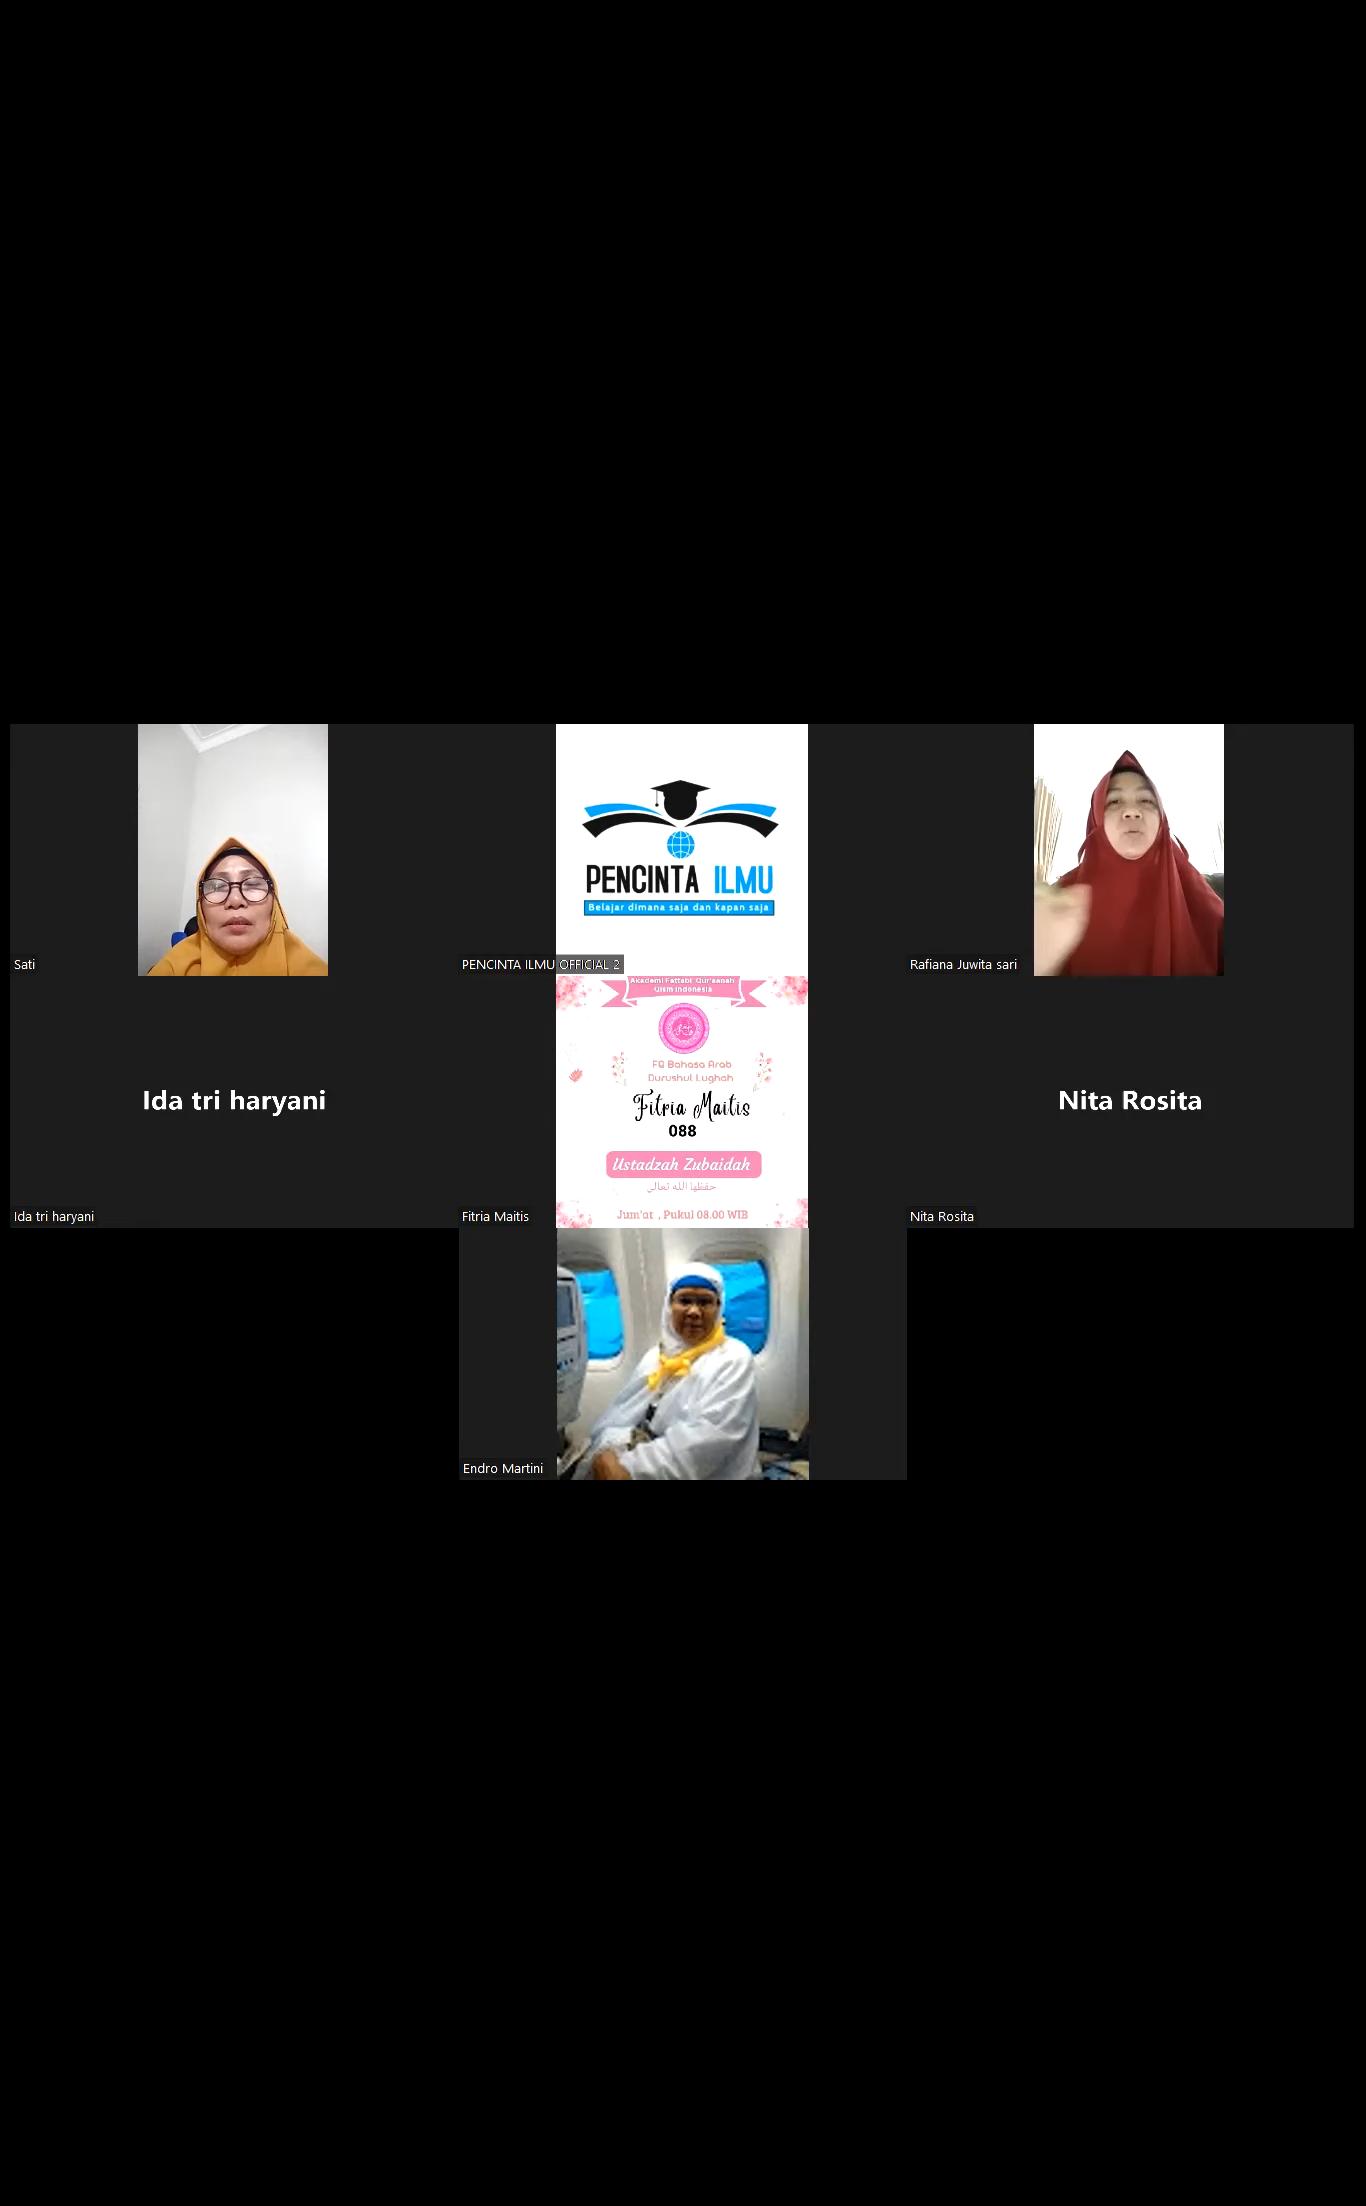 Sati
PENCINTA ILMU
Belajar dimana saja dan kapan saja
PENCINTA ILMU OFFICIAL 2
Rafiana Juwita sari
Ida tri haryani
Ida tri haryani
Akademi Fattabi' Qur'aanah
Qism Indonesia
FQ Bahasa Arab
Durushul Lughah
Fitria Maitis
088
Ustadzah Zubaidah
حفظها الله تعالى
Jum'at , Pukul 08.00 WIB
Fitria Maitis
Nita Rosita
Nita Rosita
Endro Martini